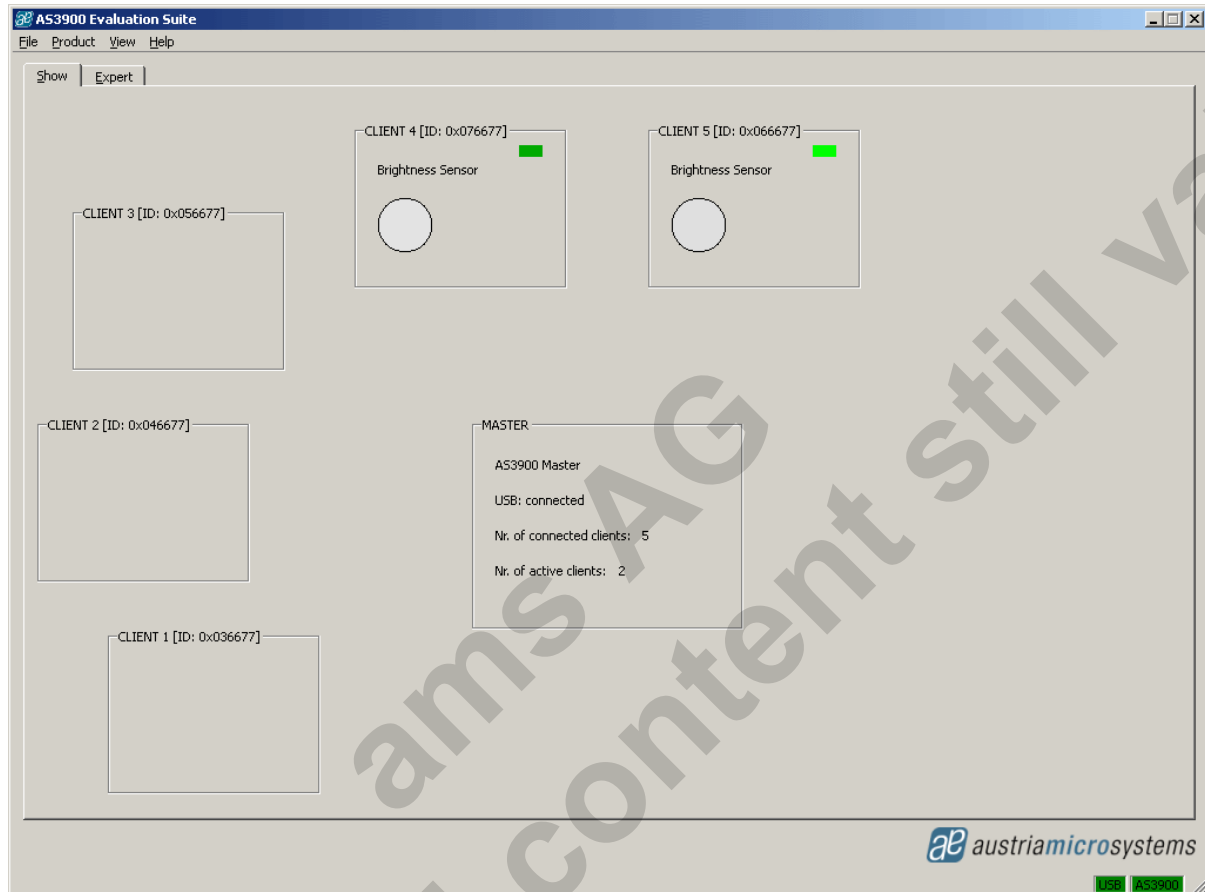 AS3900 Evaluation Suite
File Product View Help
Show Expert
CLIENT 4 [ID: 0x076677]
Brightness Sensor
CLIENT 5 [ID: 0x066677]
Brightness Sensor
CLIENT 3 [ID: 0x056677]
CLIENT 2 [ID: 0x046677]
MASTER
AS3900 Master
USB: connected
Nr. of connected clients: 5
Nr. of active clients: 2
CLIENT 1 [ID: 0x036677]
ams AG
content still
austriamicrosystems
USB AS3900